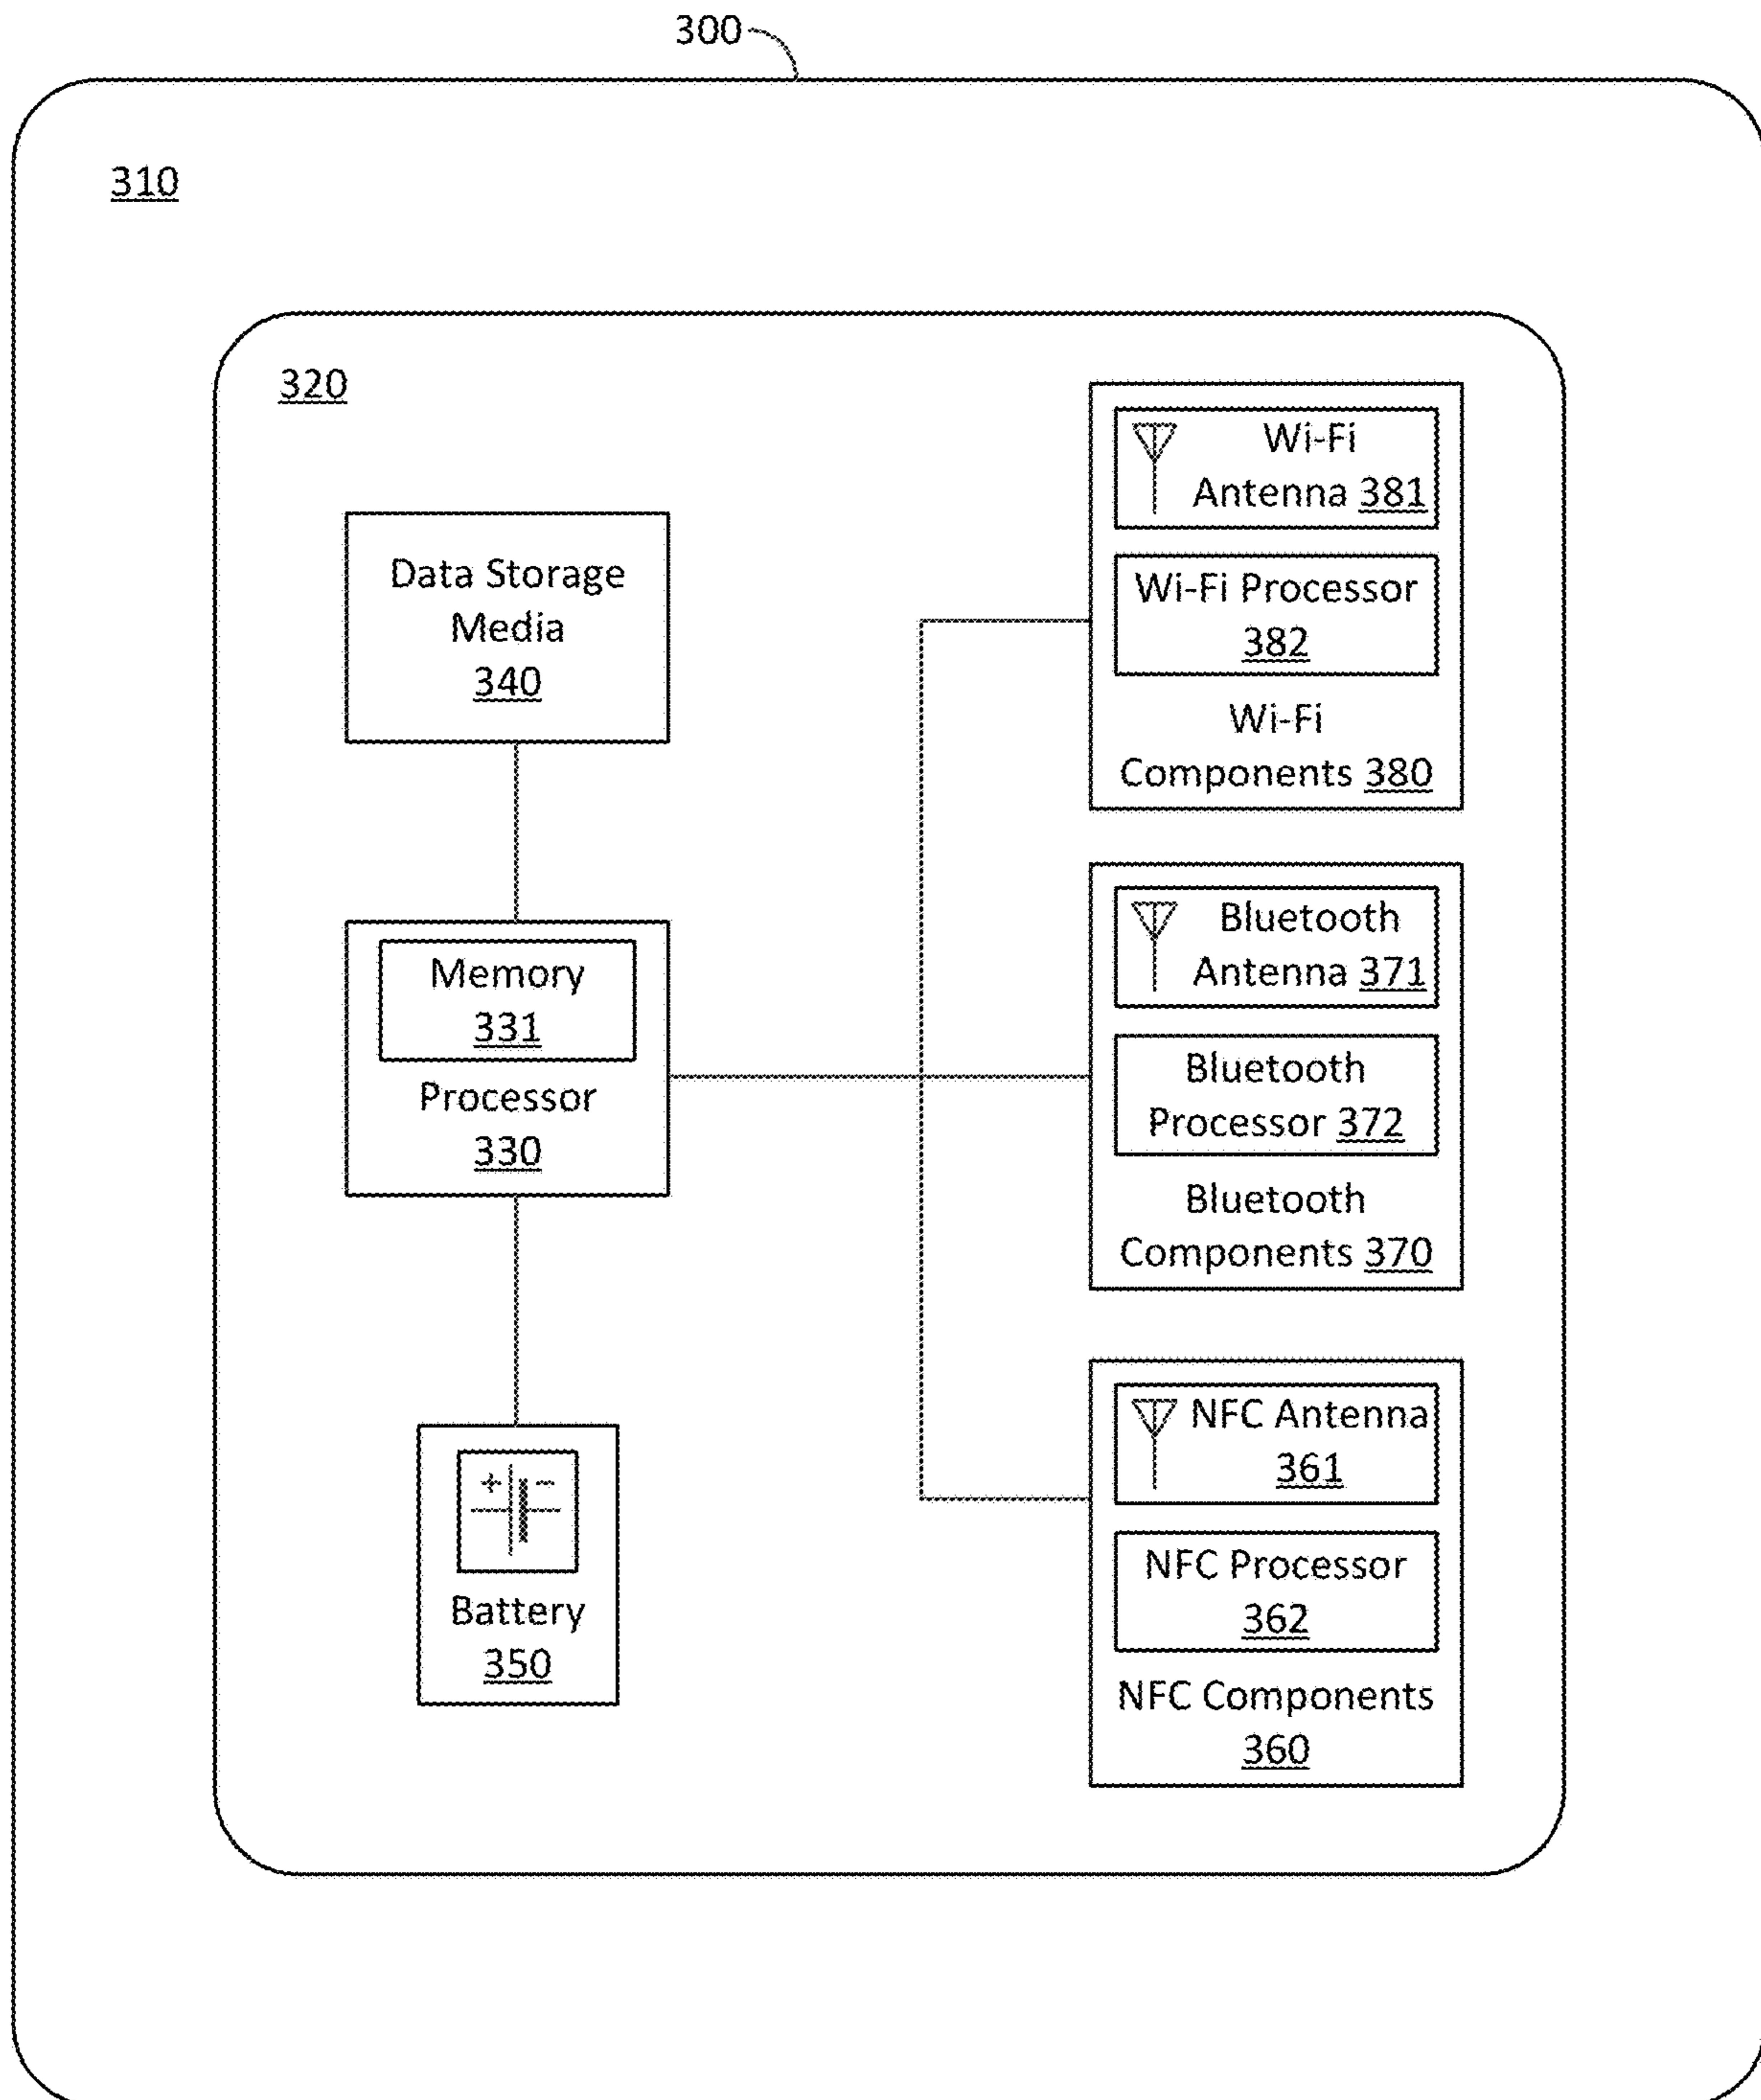 300
310
320
Data Storage
Media
340
Memory
331
Processor
330
+ -
Battery
350
Wi-Fi
Antenna 381
Wi-Fi Processor
382
Wi-Fi
Components 380
Bluetooth
Antenna 371
Bluetooth
Processor 372
Bluetooth
Components 370
NFC Antenna
361
NFC Processor
362
NFC Components
360